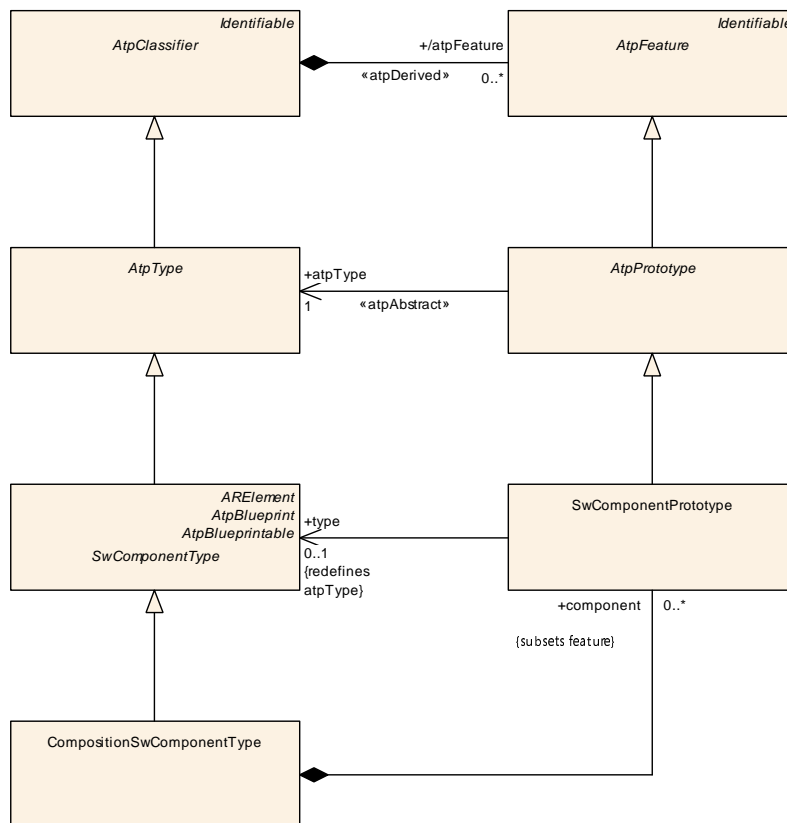 Identifiable
AtpClassifier
+/atpFeature
«atpDerived»
0..*
Identifiable
AtpFeature
AtpType
+atpType
1
«atpAbstract»
AtpPrototype
ARElement
AtpBlueprint
AtpBlueprintable
SwComponentType
+type
0..1
{redefines
atpType}
SwComponentPrototype
+component
0..*
{subsets feature}
CompositionSwComponentType